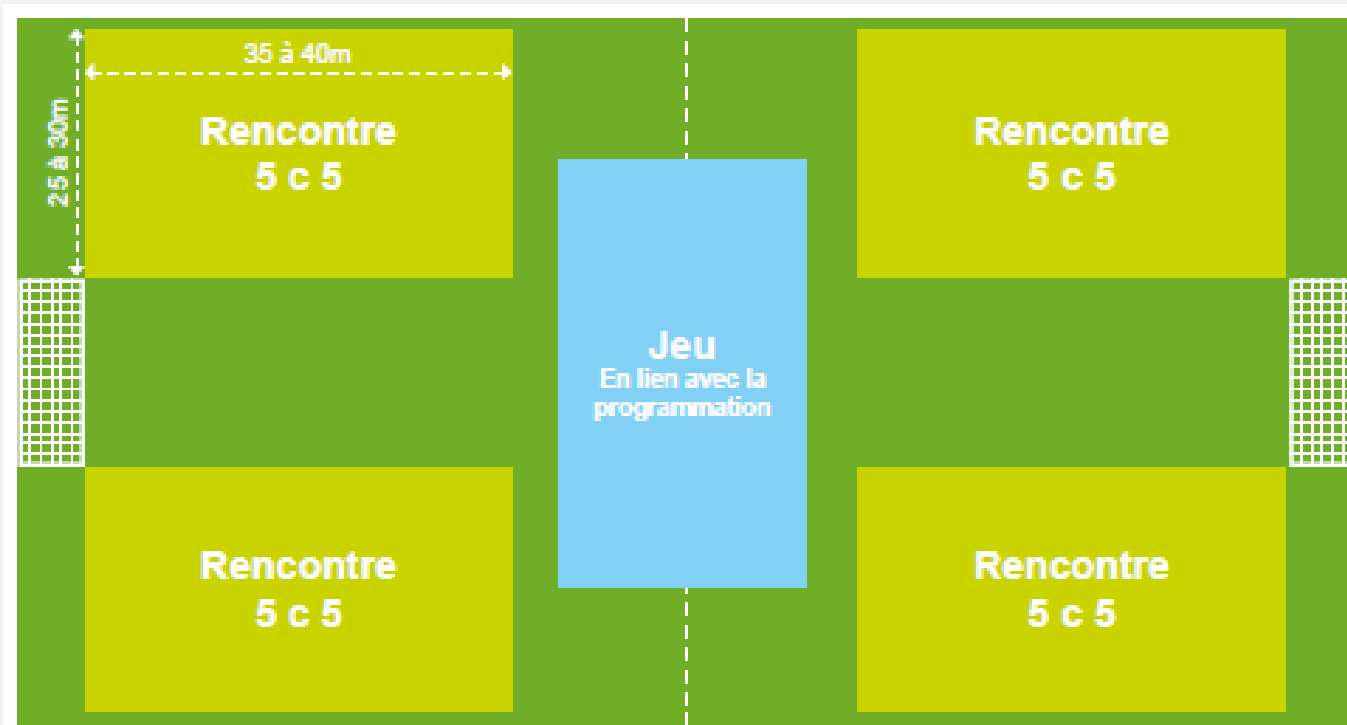 35 à 40m
25 à 30m
Rencontre
5 c 5
Rencontre
5 c 5
Jeu
En lien avec la
programmation
Rencontre
5 c 5
Rencontre
5 c 5